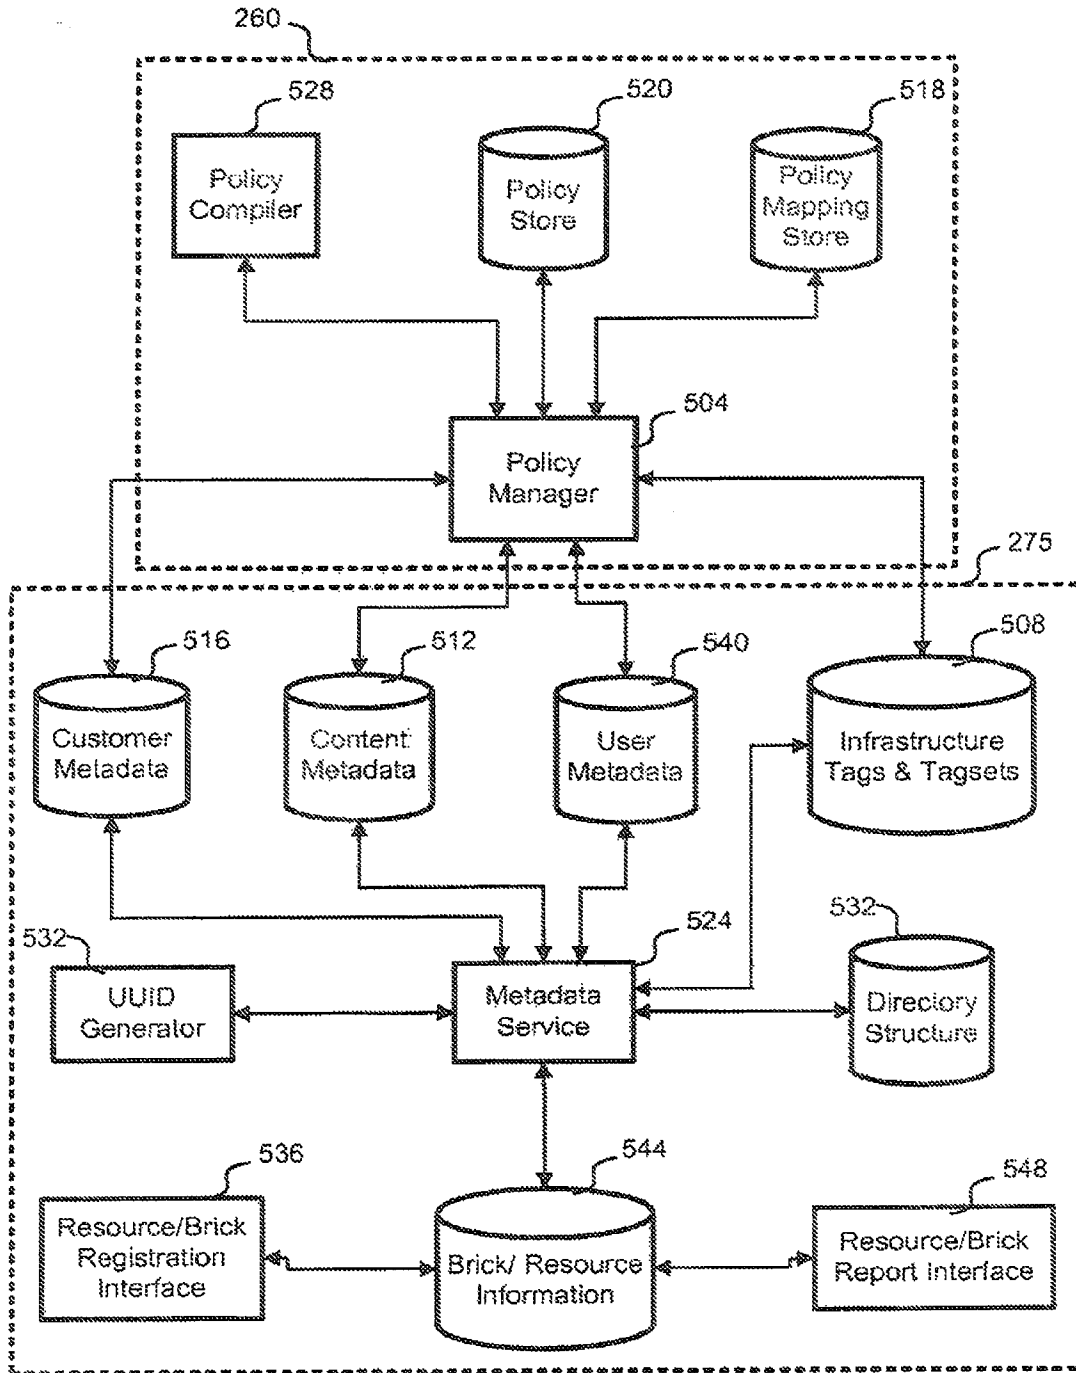 260
528
520
518
Policy
Compiler
Policy
Store
Policy
Mapping
Store
504
Policy
Manager
275
516
512
540
508
Customer
Metadata
Content
Metadata
User
Metadata
Infrastructure
Tags & Tagsets
532
524
532
UUID
Generator
Metadata
Service
Directory
Structure
536
544
548
Resource/Brick
Registration
Interface
Brick/ Resource
Information
Resource/Brick
Report Interface